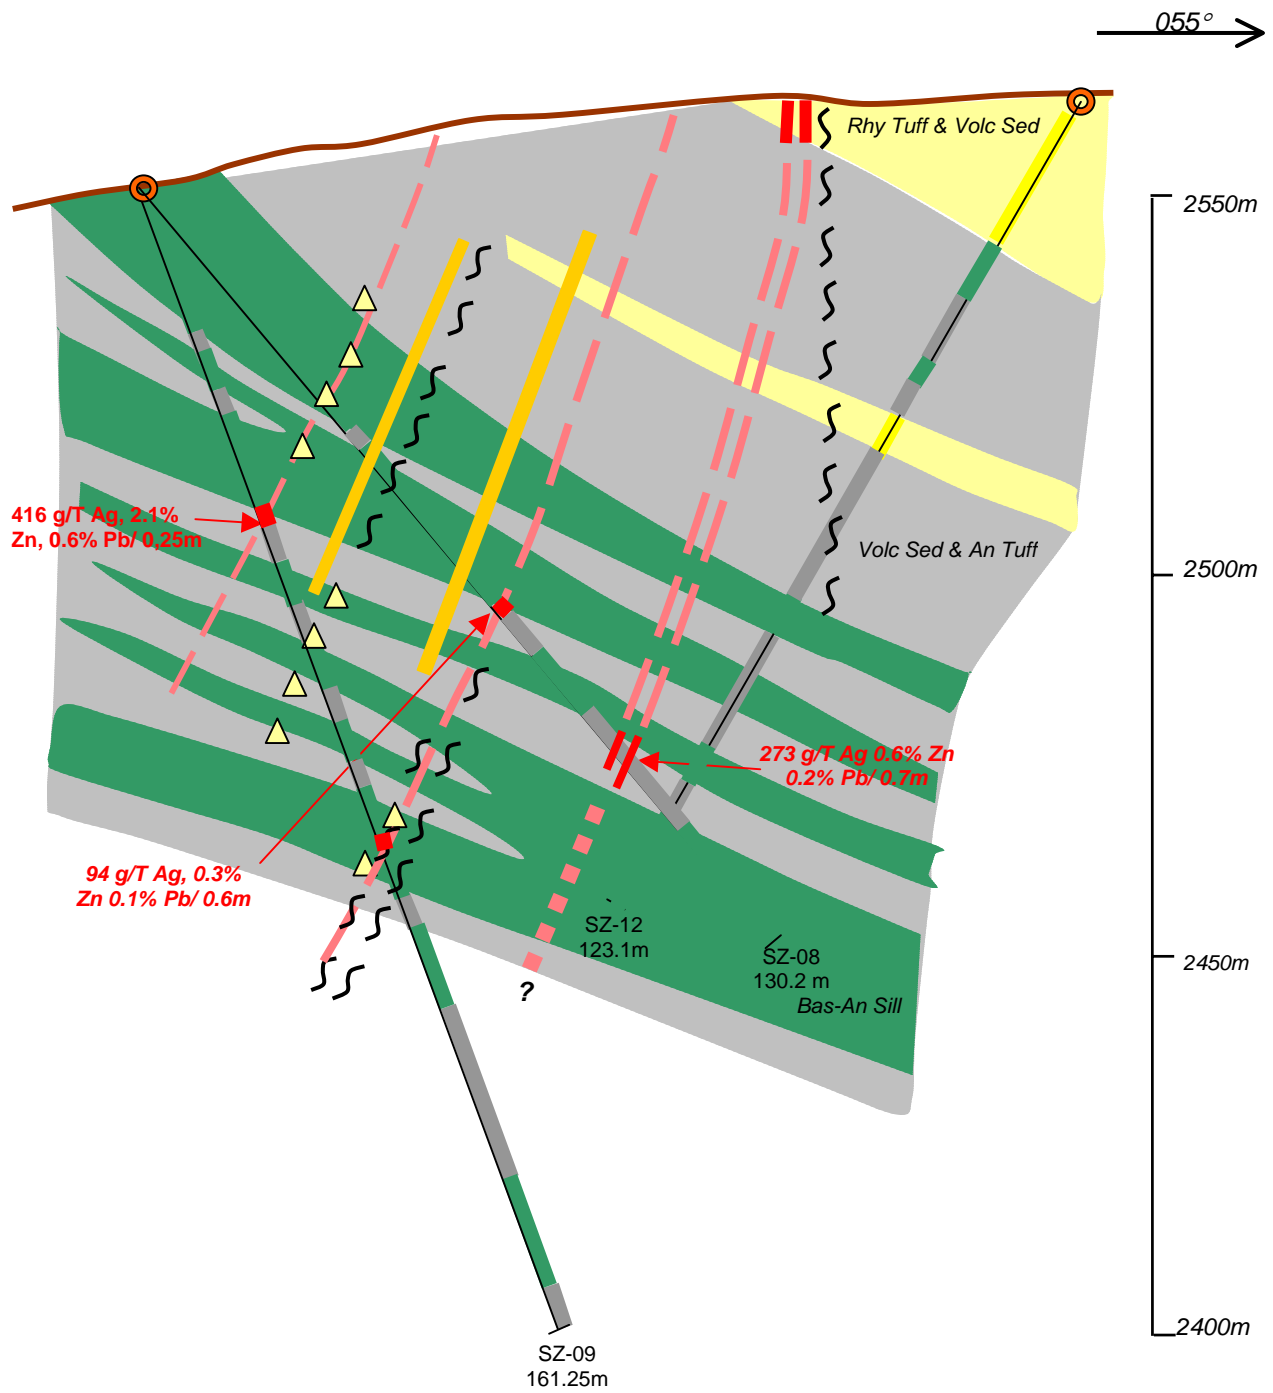 055°
Rhy Tuff & Volc Sed
2550m
416 g/T Ag, 2.1%
Zn, 0.6% Pb/ 0,25m
Volc Sed & An Tuff
2500m
273 g/T Ag 0.6% Zn
0.2% Pb/ 0.7m
94 g/T Ag, 0.3%
Zn 0.1% Pb/ 0.6m
SZ-12
123.1m
SZ-08
130.2 m
2450m
?
Bas-An Sill
2400m
SZ-09
161.25m